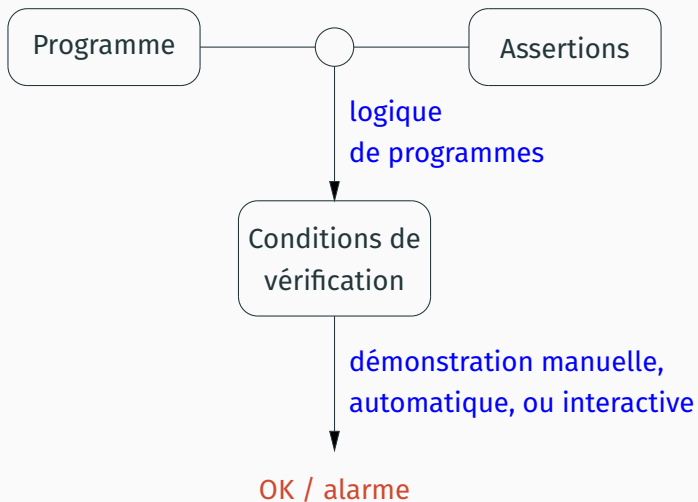 Programme
Assertions
logique
de programmes
Conditions de
vérification
démonstration manuelle,
automatique, ou interactive
OK / alarme